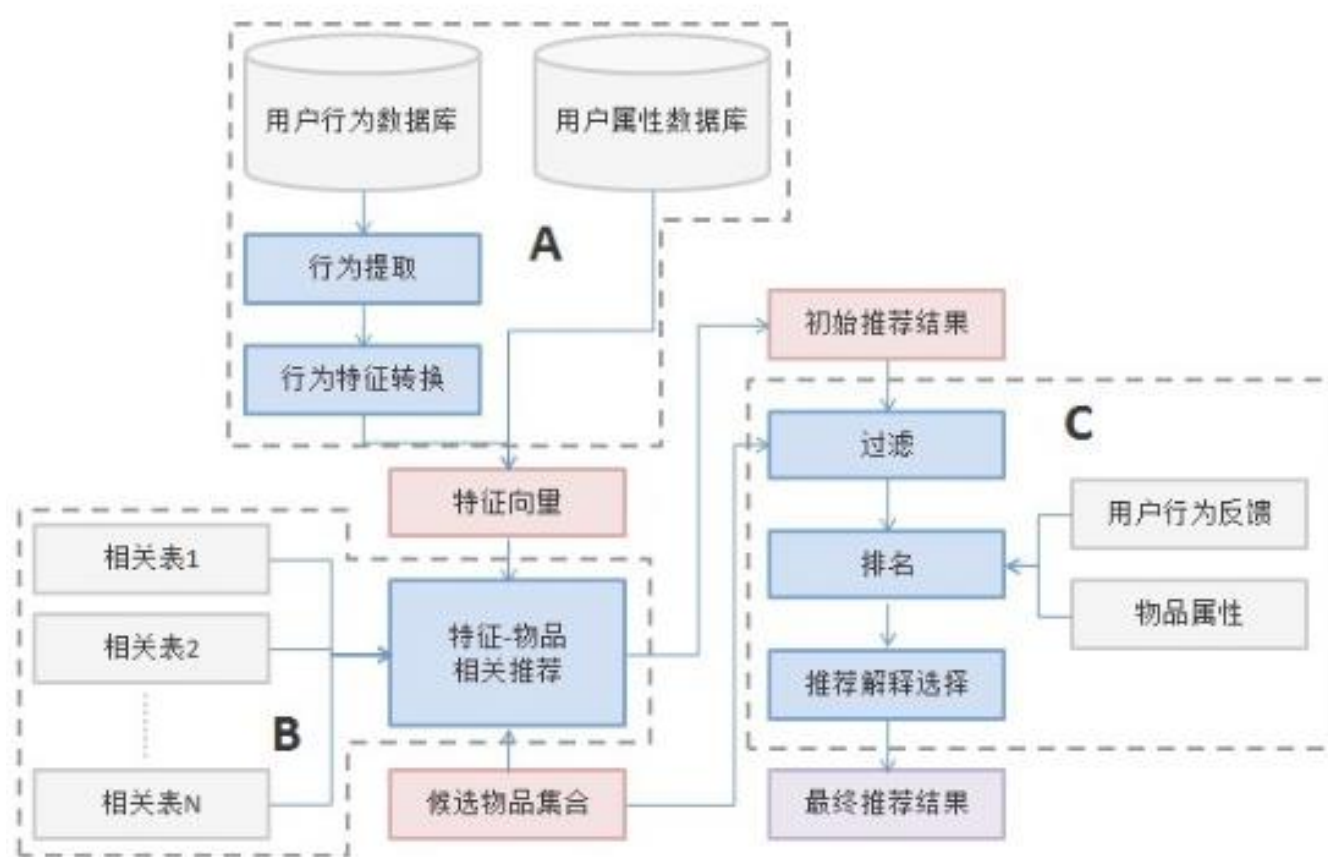 用户行为数据库
用户属性数据库
A
行为提取
行为特征转换
初始推荐结果
C
过滤
特征向里
用户行为反馈
相关表1
排名
特征-物品
相关推荐
物品属性
相关表2
推荐解释选择
B
相关表N
候选物品集合
最终推荐结果